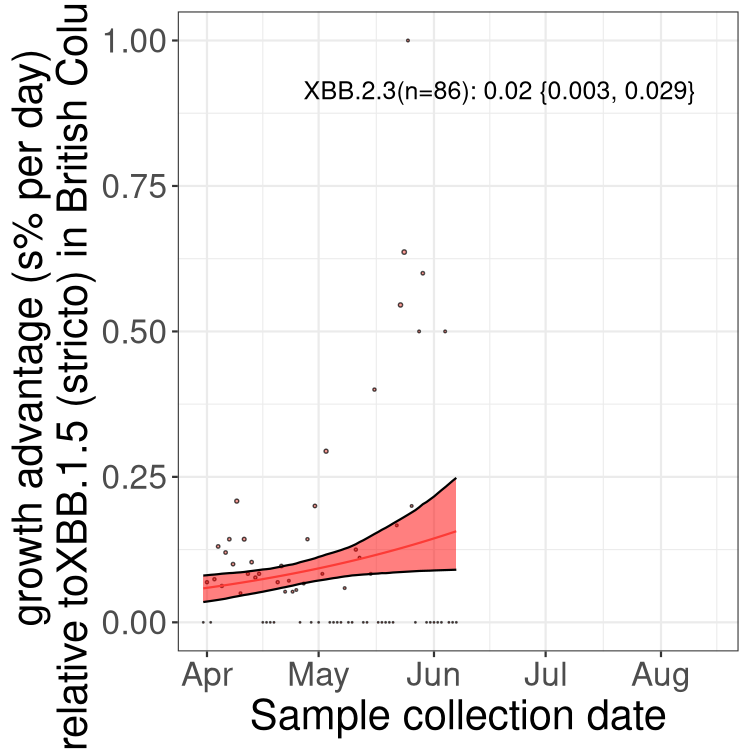 growth advantage (s% per day)
relative toXBB.1.5 (stricto) in British Colu
1.00
0.75
0.50
0.25
0.00
XBB.2.3(n=86): 0.02 {0.003, 0.029}
Apr May Jun Jul Aug
Sample collection date